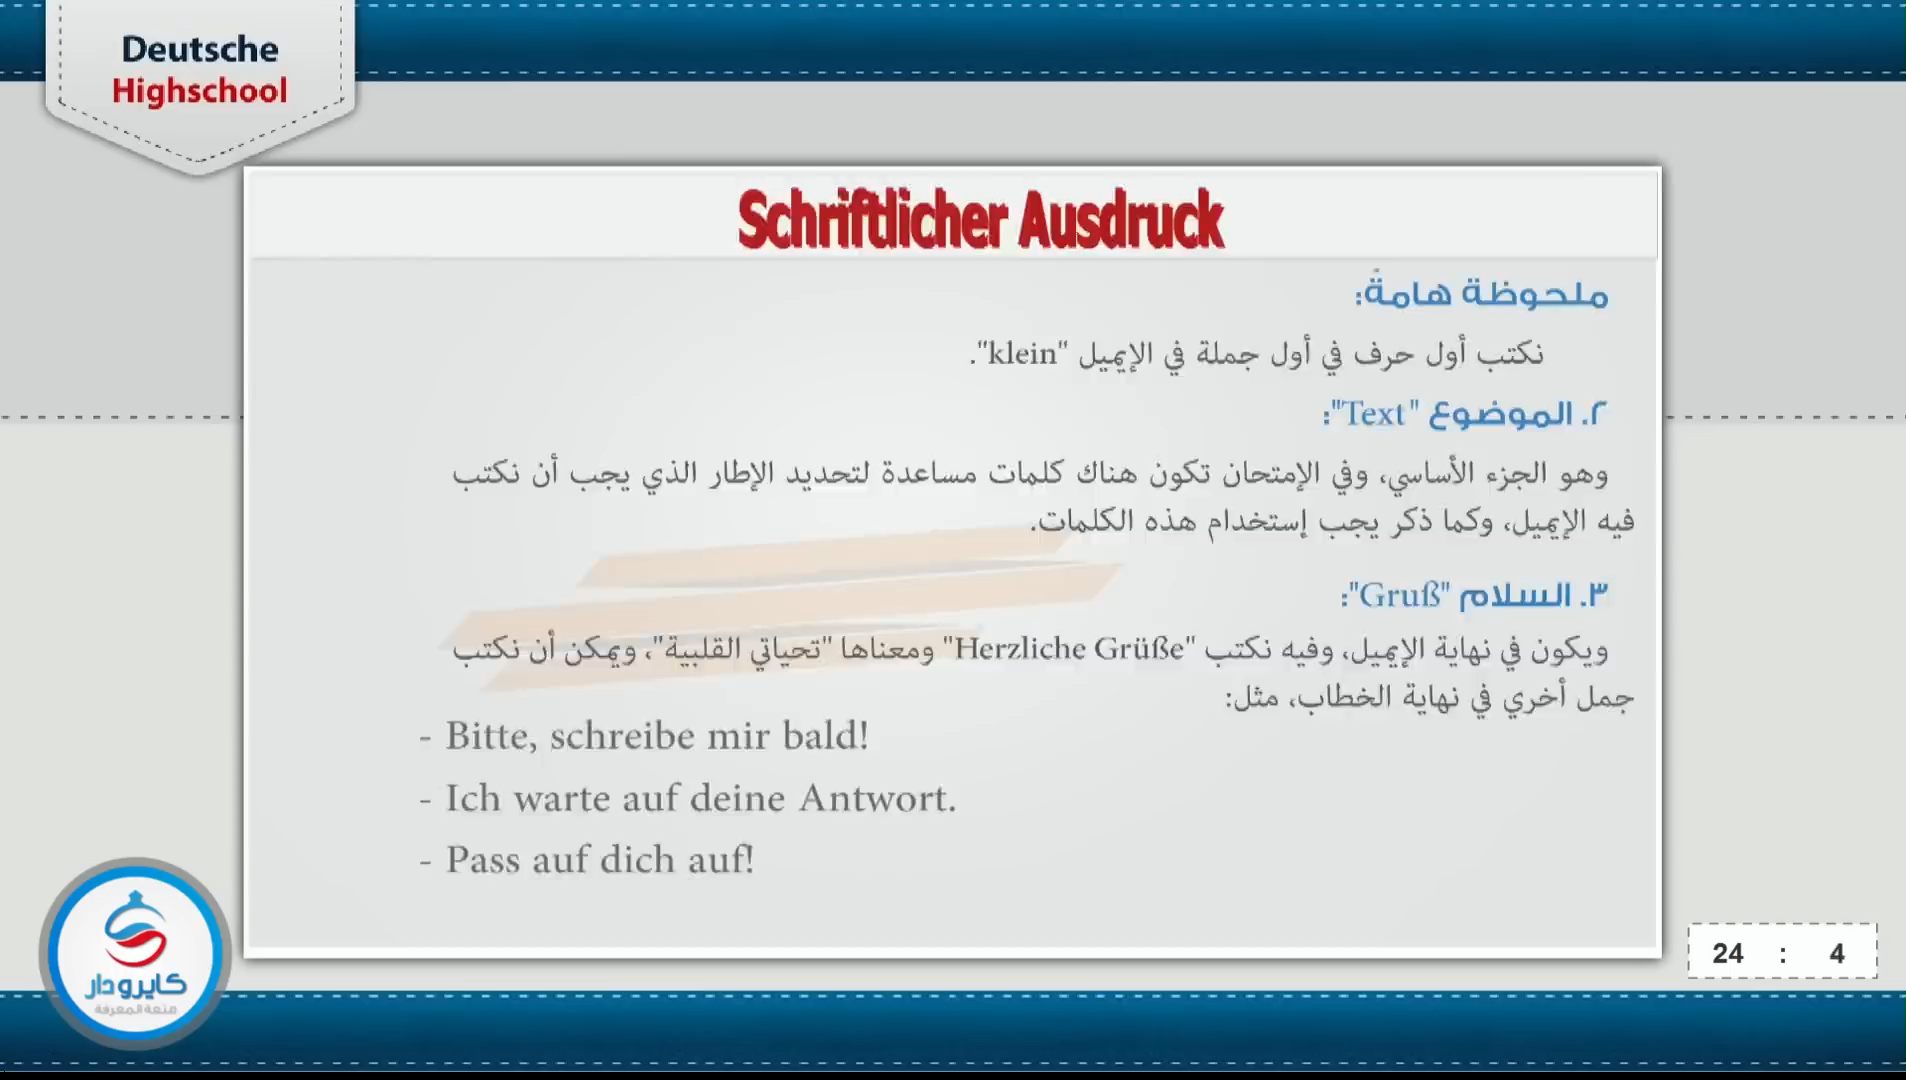 Deutsche
Highschool
Schriftlicher Ausdruck
ملحوظة هامة:
نكتب أول حرف في أول جملة في الإيميل "klein".
٢. الموضوع "Text":
وهو الجزء الأساسي، وفي الإمتحان تكون هناك كلمات مساعدة لتحديد الإطار الذي يجب أن نكتب
فيه الإيميل، وكما ذكر يجب إستخدام هذه الكلمات.
٣. السلام "Gruß":
ويكون في نهاية الإيميل، وفيه نكتب "Herzliche Grüße" ومعناها "تحياتي القلبية"، ويمكن أن نكتب
جمل أخري في نهاية الخطاب، مثل:
- Bitte, schreibe mir bald!
- Ich warte auf deine Antwort.
- Pass auf dich auf!
كايرودار
متعة المعرفة
24 : 4